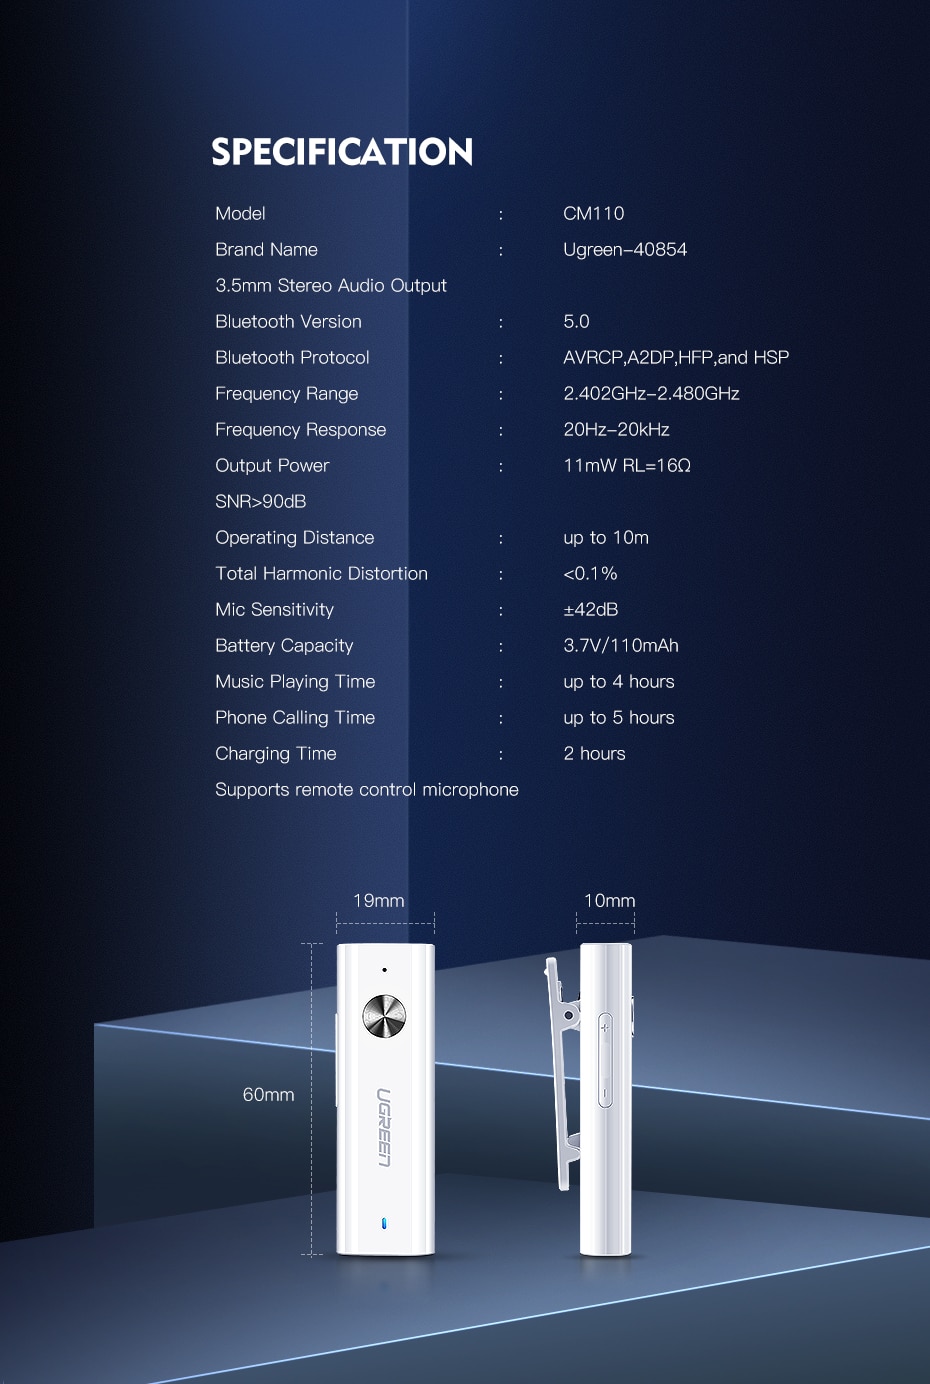 SPECIFICATION
Model : CM110
Brand Name : Ugreen-40854
3.5mm Stereo Audio Output
Bluetooth Version : 5.0
Bluetooth Protocol : AVRCP,A2DP,HFP,and HSP
Frequency Range : 2.402GHz-2.480GHz
Frequency Response : 20Hz-20kHz
Output Power : 11mW RL=16Ω
SNR>90dB
Operating Distance : up to 10m
Total Harmonic Distortion : <0.1%
Mic Sensitivity : ±42dB
Battery Capacity : 3.7V/110mAh
Music Playing Time : up to 4 hours
Phone Calling Time : up to 5 hours
Charging Time : 2 hours
Supports remote control microphone
19mm
10mm
60mm
+
UGREEN
-